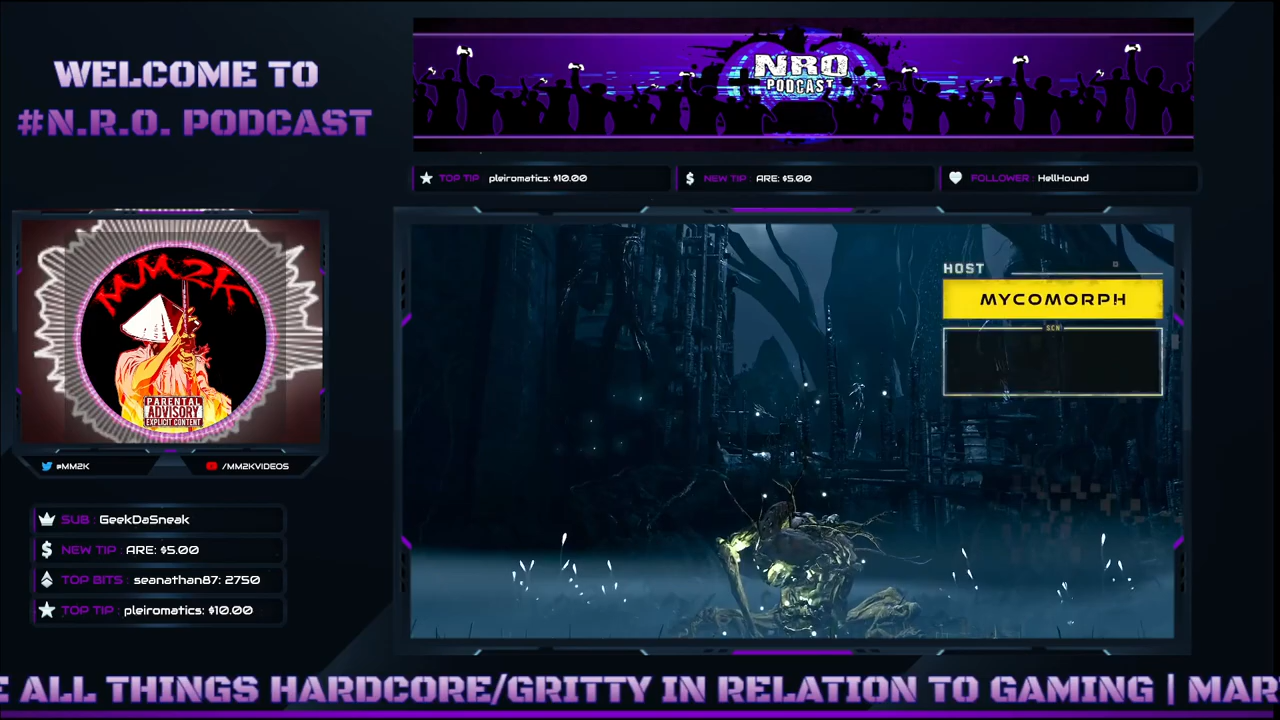 WELCOME TO
#N.R.O. PODCAST
NRO
PODCAST
TOP TIP : pleiromatics: $10.00
NEW TIP : ARE: $5.00
FOLLOWER : HellHound
MM2K
PARENTAL
ADVISORY
EXPLICIT CONTENT
@MM2K
/MM2KVIDEOS
HOST
MYCOMORPH
SCN
SUB : GeekDaSneak
NEW TIP : ARE: $5.00
TOP BITS : seanathan87: 2750
TOP TIP : pleiromatics: $10.00
E ALL THINGS HARDCORE/GRITTY IN RELATION TO GAMING | MAR